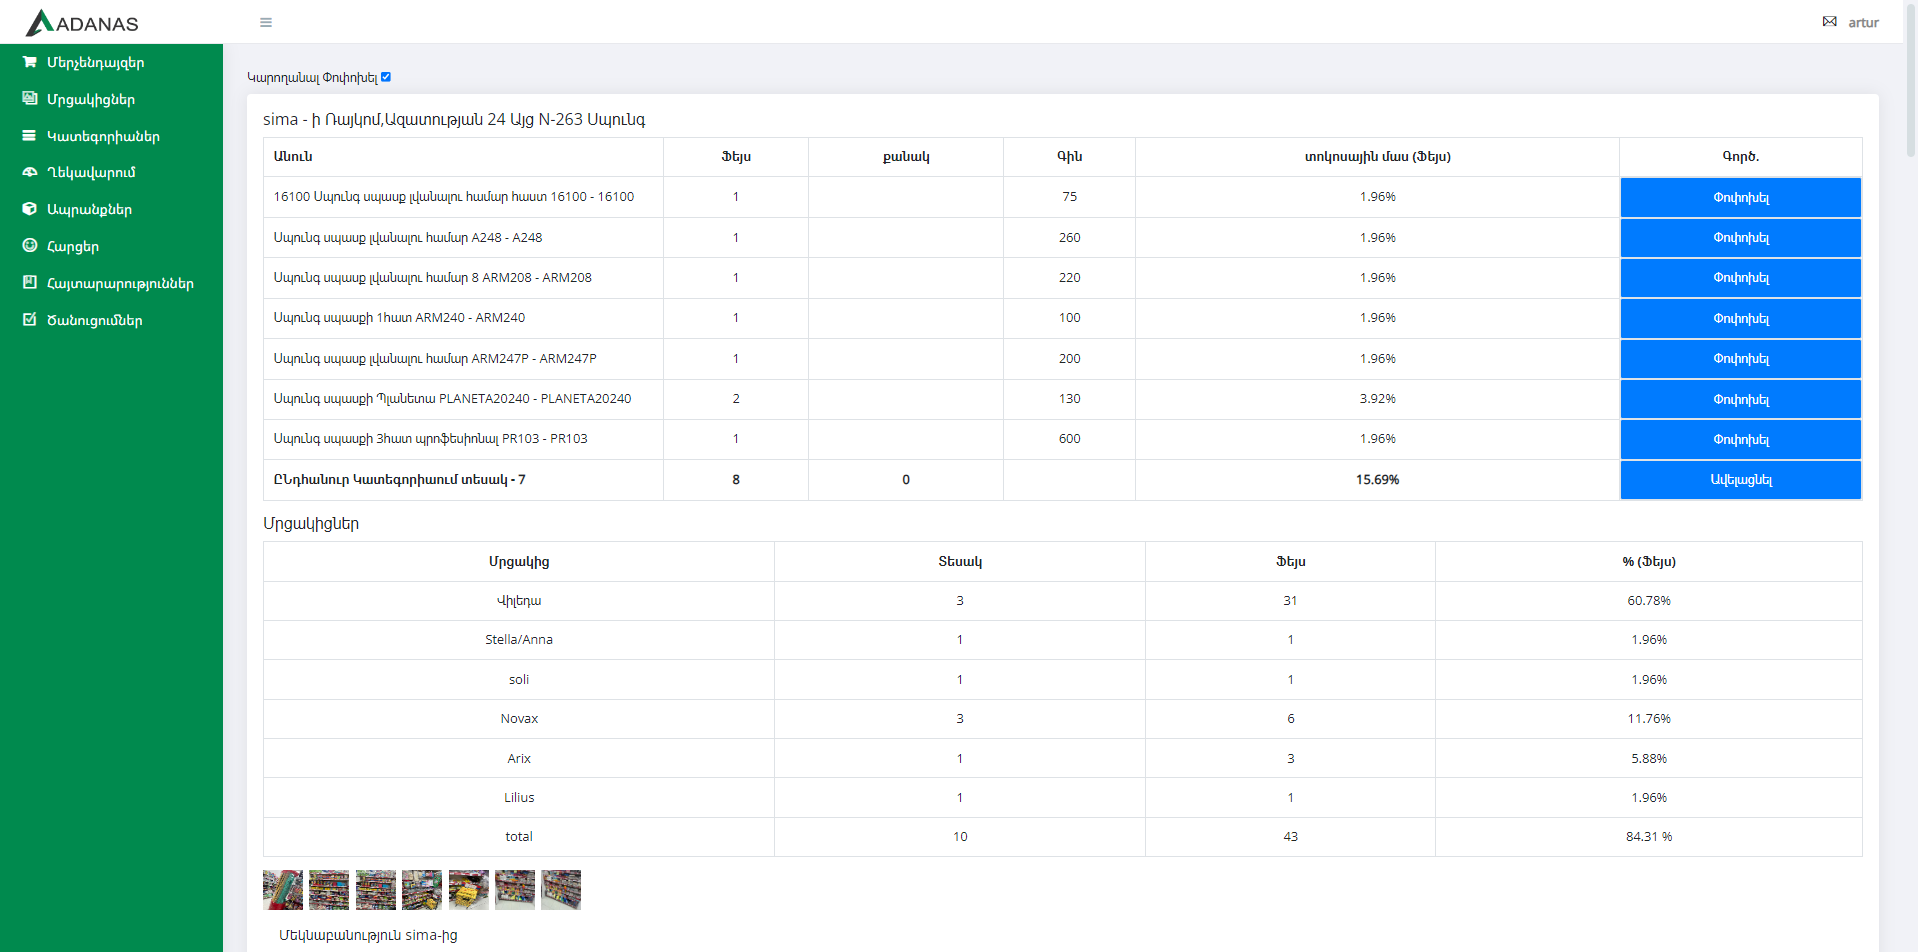 ADANAS
artur
Մերչենդայզեր
Մրցակիցներ
Կատեգորիաներ
Ղեկավարում
Ապրանքներ
Հարցեր
Հայտարարություններ
Ծանուցումներ
Կարողանալ Փոփոխել
sima - ի Ռայկոմ,Ազատության 24 Այգ N-263 Սպունգ
Անուն Ֆեյս քանակ Գին տոկոսային մաս (Ֆեյս) Գործ.
16100 Սպունգ սպասք լվանալու համար հաստ 16100 - 16100 1 75 1.96% Փոփոխել
Սպունգ սպասք լվանալու համար A248 - A248 1 260 1.96% Փոփոխել
Սպունգ սպասք լվանալու համար 8 ARM208 - ARM208 1 220 1.96% Փոփոխել
Սպունգ սպասքի 1հատ ARM240 - ARM240 1 100 1.96% Փոփոխել
Սպունգ սպասք լվանալու համար ARM247P - ARM247P 1 200 1.96% Փոփոխել
Սպունգ սպասքի Պլանետա PLANETA20240 - PLANETA20240 2 130 3.92% Փոփոխել
Սպունգ սպասքի 3հատ պրոֆեսիոնալ PR103 - PR103 1 600 1.96% Փոփոխել
Ընդհանուր Կատեգորիաում տեսակ - 7 8 0 15.69% Ավելացնել
Մրցակիցներ
Մրցակից Տեսակ Ֆեյս % (Ֆեյս)
Վիլեդա 3 31 60.78%
Stella/Anna 1 1 1.96%
soli 1 1 1.96%
Novax 3 6 11.76%
Arix 1 3 5.88%
Lilius 1 1 1.96%
total 10 43 84.31 %
Մեկնաբանություն sima-ից